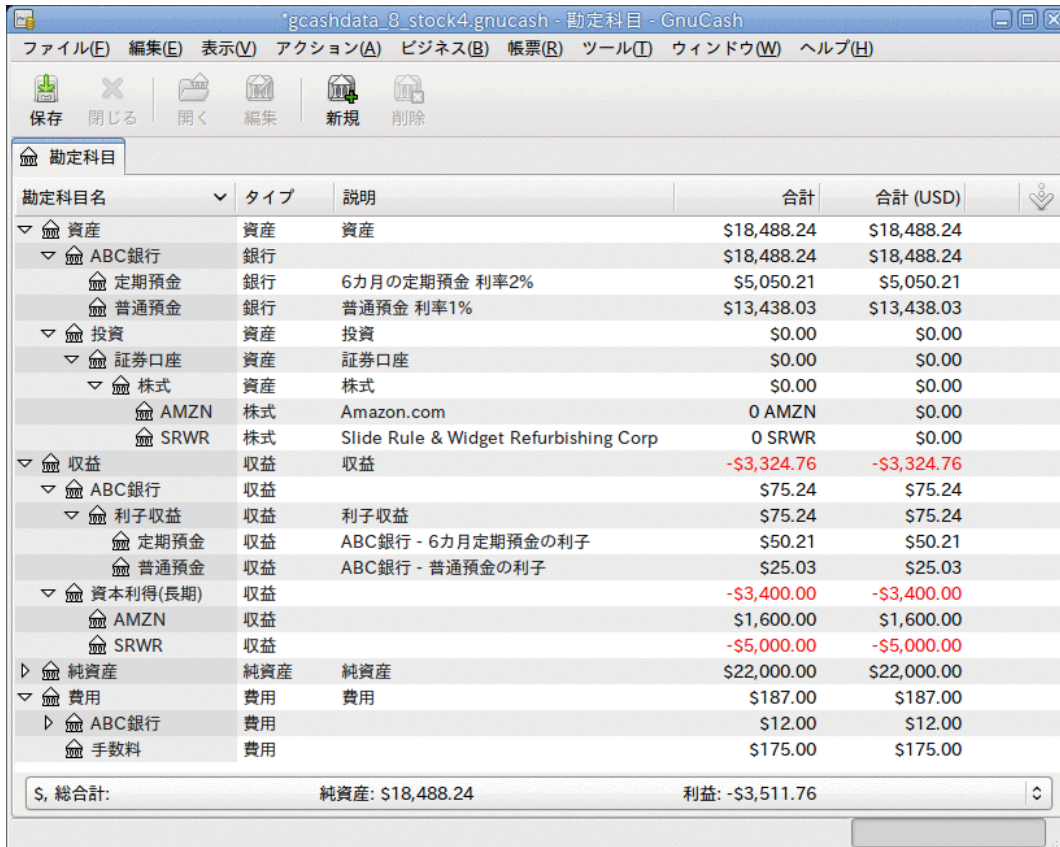 *gcashdata_8_stock4.gnucash - 勘定科目 - GnuCash
ファイル(F) 編集(E) 表示(V) アクション(A) ビジネス(B) 帳票(R) ツール(T) ウィンドウ(W) ヘルプ(H)
保存 閉じる 開く 編集 新規 削除
勘定科目
勘定科目名 タイプ 説明 合計 合計 (USD)
資産 資産 資産 $18,488.24 $18,488.24
ABC銀行 銀行 $18,488.24 $18,488.24
定期預金 銀行 6カ月の定期預金 利率2% $5,050.21 $5,050.21
普通預金 銀行 普通預金 利率1% $13,438.03 $13,438.03
投資 資産 投資 $0.00 $0.00
証券口座 資産 証券口座 $0.00 $0.00
株式 資産 株式 $0.00 $0.00
AMZN 株式 Amazon.com 0 AMZN $0.00
SRWR 株式 Slide Rule & Widget Refurbishing Corp 0 SRWR $0.00
収益 収益 収益 -$3,324.76 -$3,324.76
ABC銀行 収益 $75.24 $75.24
利子収益 収益 利子収益 $75.24 $75.24
定期預金 収益 ABC銀行 - 6カ月定期預金の利子 $50.21 $50.21
普通預金 収益 ABC銀行 - 普通預金の利子 $25.03 $25.03
資本利得(長期) 収益 -$3,400.00 -$3,400.00
AMZN 収益 $1,600.00 $1,600.00
SRWR 収益 -$5,000.00 -$5,000.00
純資産 純資産 純資産 $22,000.00 $22,000.00
費用 費用 費用 $187.00 $187.00
ABC銀行 費用 $12.00 $12.00
手数料 費用 $175.00 $175.00
$, 総合計: 純資産: $18,488.24 利益: -$3,511.76